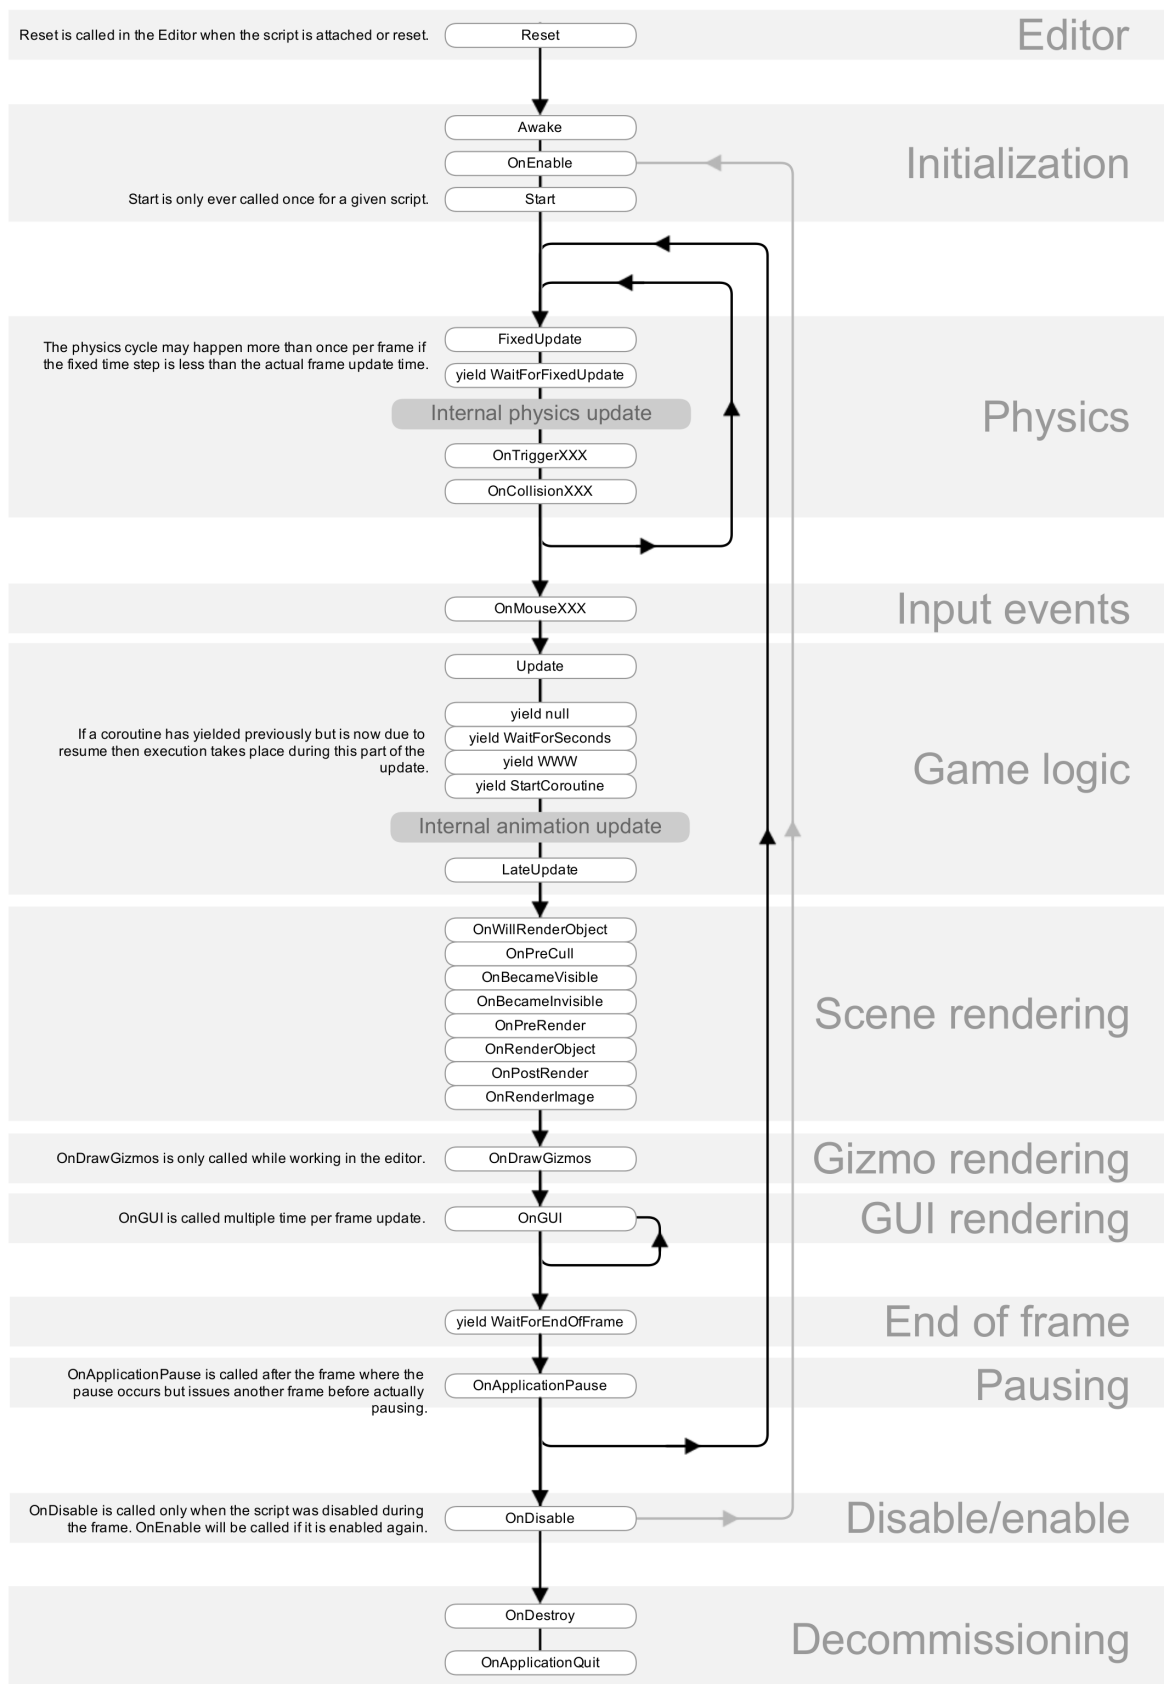 Reset is called in the Editor when the script is attached or reset.
Reset
Editor
Awake
OnEnable
Initialization
Start is only ever called once for a given script.
Start
FixedUpdate
The physics cycle may happen more than once per frame if
the fixed time step is less than the actual frame update time.
yield WaitForFixedUpdate
Internal physics update
Physics
OnTriggerXXX
OnCollisionXXX
OnMouseXXX
Input events
Update
yield null
If a coroutine has yielded previously but is now due to
resume then execution takes place during this part of the
update.
yield WaitForSeconds
yield WWW
yield StartCoroutine
Game logic
Internal animation update
LateUpdate
OnWillRenderObject
OnPreCull
OnBecameVisible
OnBecameInvisible
OnPreRender
OnRenderObject
OnPostRender
OnRenderImage
Scene rendering
OnDrawGizmos is only called while working in the editor.
OnDrawGizmos
Gizmo rendering
OnGUI is called multiple time per frame update.
OnGUI
GUI rendering
yield WaitForEndOfFrame
End of frame
OnApplicationPause is called after the frame where the
pause occurs but issues another frame before actually
pausing.
OnApplicationPause
Pausing
OnDisable is called only when the script was disabled during
the frame. OnEnable will be called if it is enabled again.
OnDisable
Disable/enable
OnDestroy
Decommissioning
OnApplicationQuit